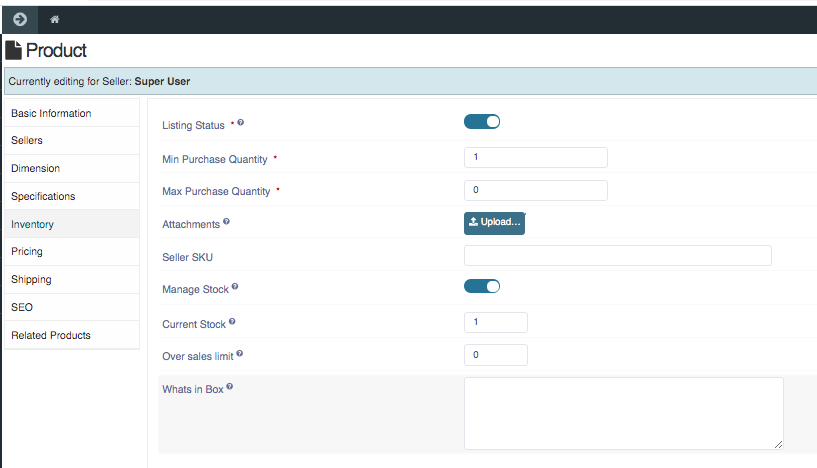 Product
Currently editing for Seller: Super User
Basic Information
Sellers
Dimension
Specifications
Inventory
Pricing
Shipping
SEO
Related Products
Listing Status *
Min Purchase Quantity * 1
Max Purchase Quantity * 0
Attachments Upload...
Seller SKU
Manage Stock
Current Stock 1
Over sales limit 0
Whats in Box